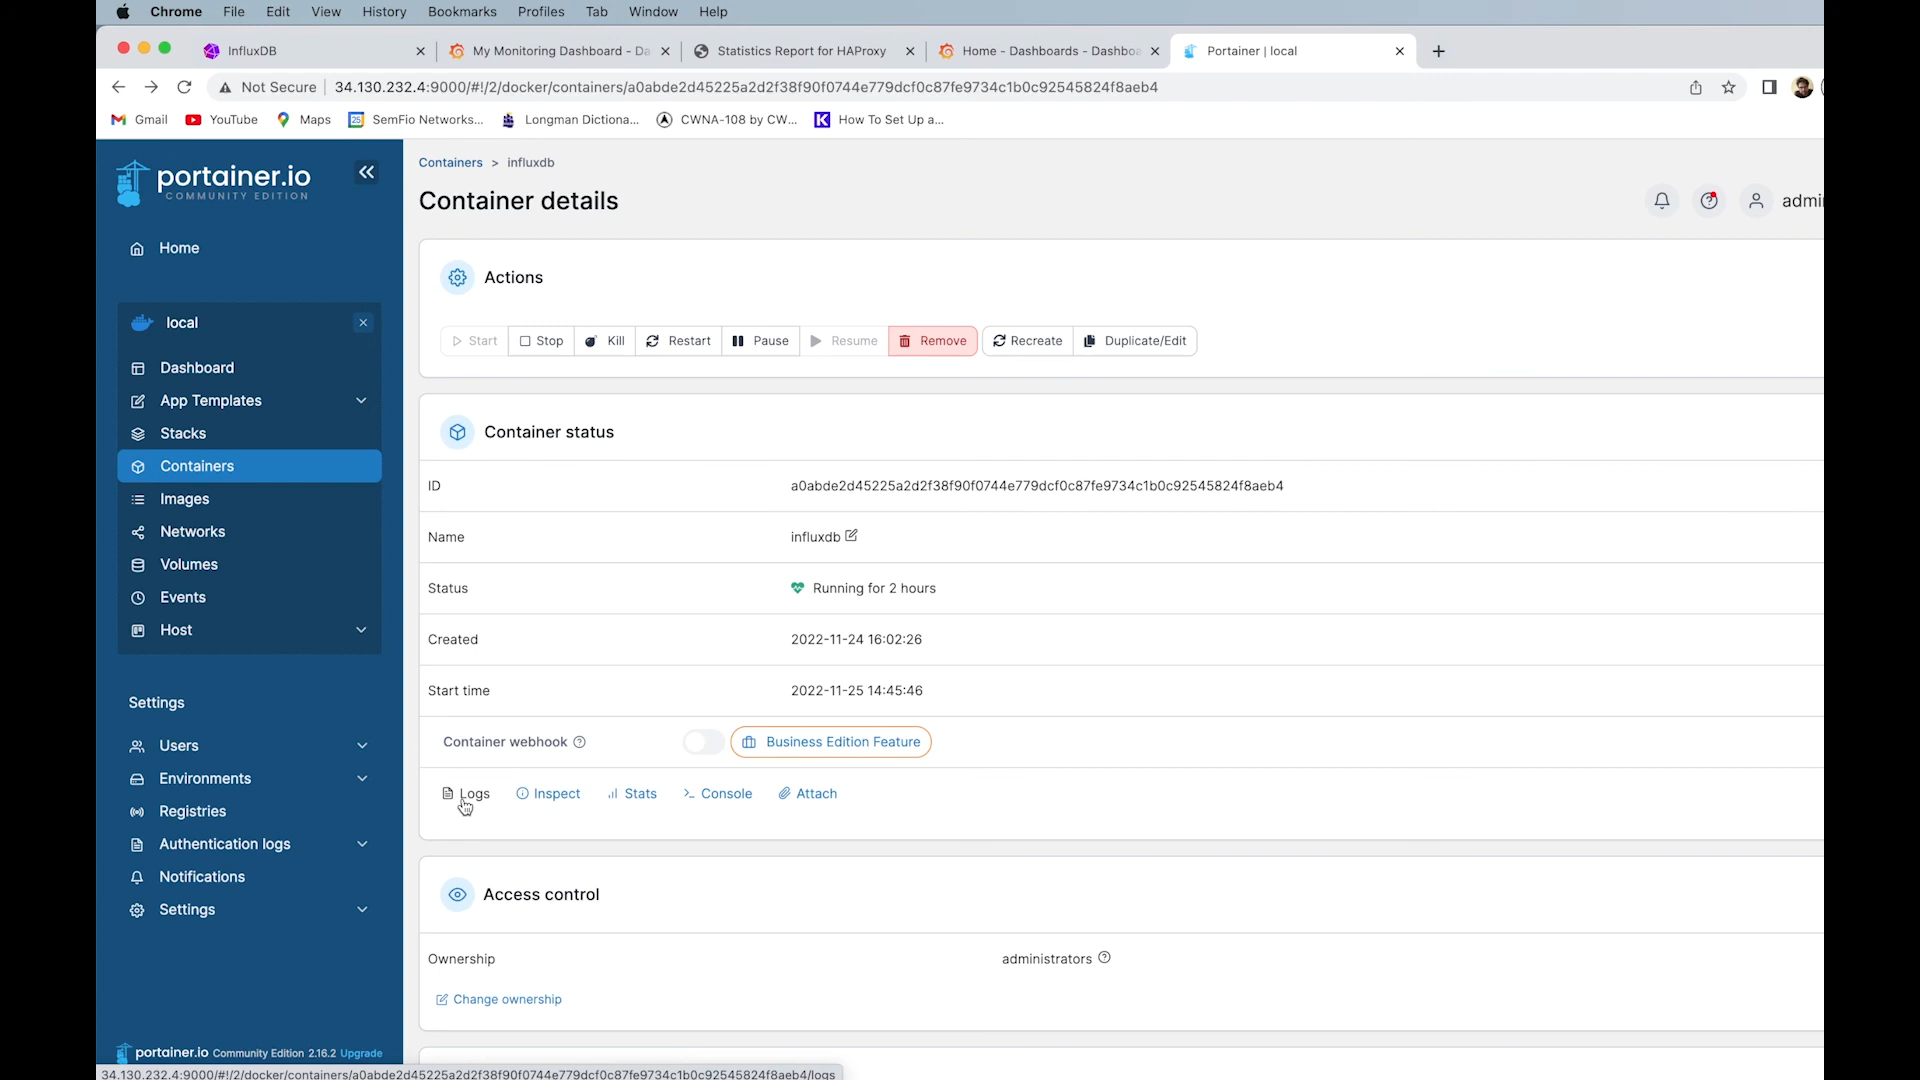 Chrome File Edit View History Bookmarks Profiles Tab Window Help
InfluxDB My Monitoring Dashboard - Da Statistics Report for HAProxy Home - Dashboards - Dashboa Portainer | local
Not Secure 34.130.232.4:9000/#!/2/docker/containers/a0abde2d45225a2d2f38f90f0744e779dcf0c87fe9734c1b0c92545824f8aeb4
Gmail YouTube Maps 25 SemFio Networks... Longman Dictiona... CWNA-108 by CW... K How To Set Up a...
portainer.io
COMMUNITY EDITION
Home
local
Dashboard
App Templates
Stacks
Containers
Images
Networks
Volumes
Events
Host
Settings
Users
Environments
Registries
Authentication logs
Notifications
Settings
portainer.io Community Edition 2.16.2 Upgrade
Containers > influxdb
Container details
admi
Actions
Start Stop Kill Restart Pause Resume Remove Recreate Duplicate/Edit
Container status
ID a0abde2d45225a2d2f38f90f0744e779dcf0c87fe9734c1b0c92545824f8aeb4
Name influxdb
Status Running for 2 hours
Created 2022-11-24 16:02:26
Start time 2022-11-25 14:45:46
Container webhook Business Edition Feature
Logs Inspect Stats >_ Console Attach
Access control
Ownership administrators
Change ownership
34.130.232.4:9000/#!/2/docker/containers/a0abde2d45225a2d2f38f90f0744e779dcf0c87fe9734c1b0c92545824f8aeb4/logs